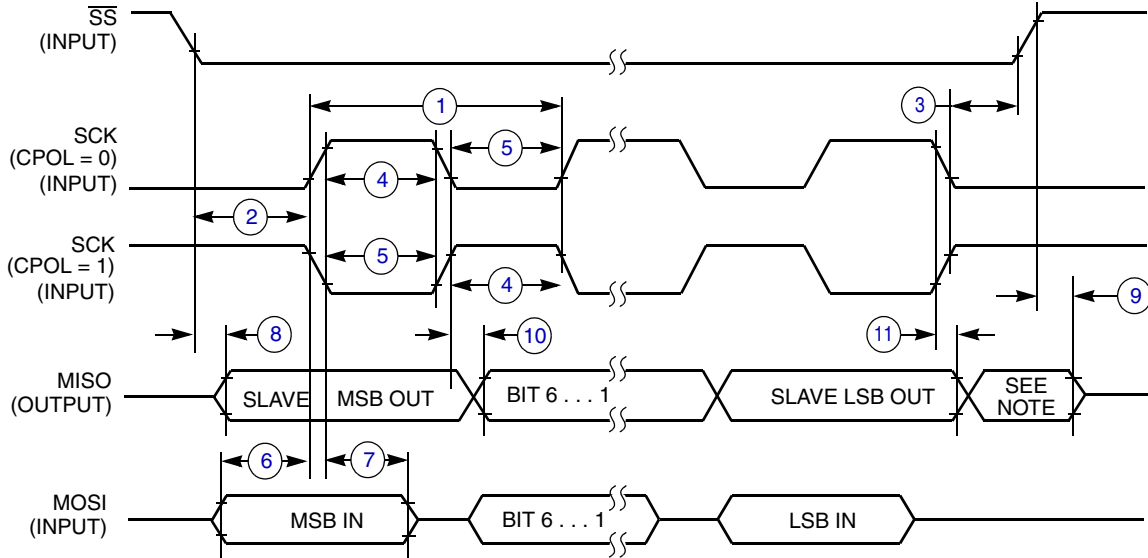 SS
(INPUT)
1
3
SCK
(CPOL = 0)
(INPUT)
5
4
2
SCK
(CPOL = 1)
(INPUT)
5
4
9
8
10
11
MISO
(OUTPUT)
SLAVE
MSB OUT
BIT 6 . . . 1
SLAVE LSB OUT
SEE
NOTE
6
7
MOSI
(INPUT)
MSB IN
BIT 6 . . . 1
LSB IN